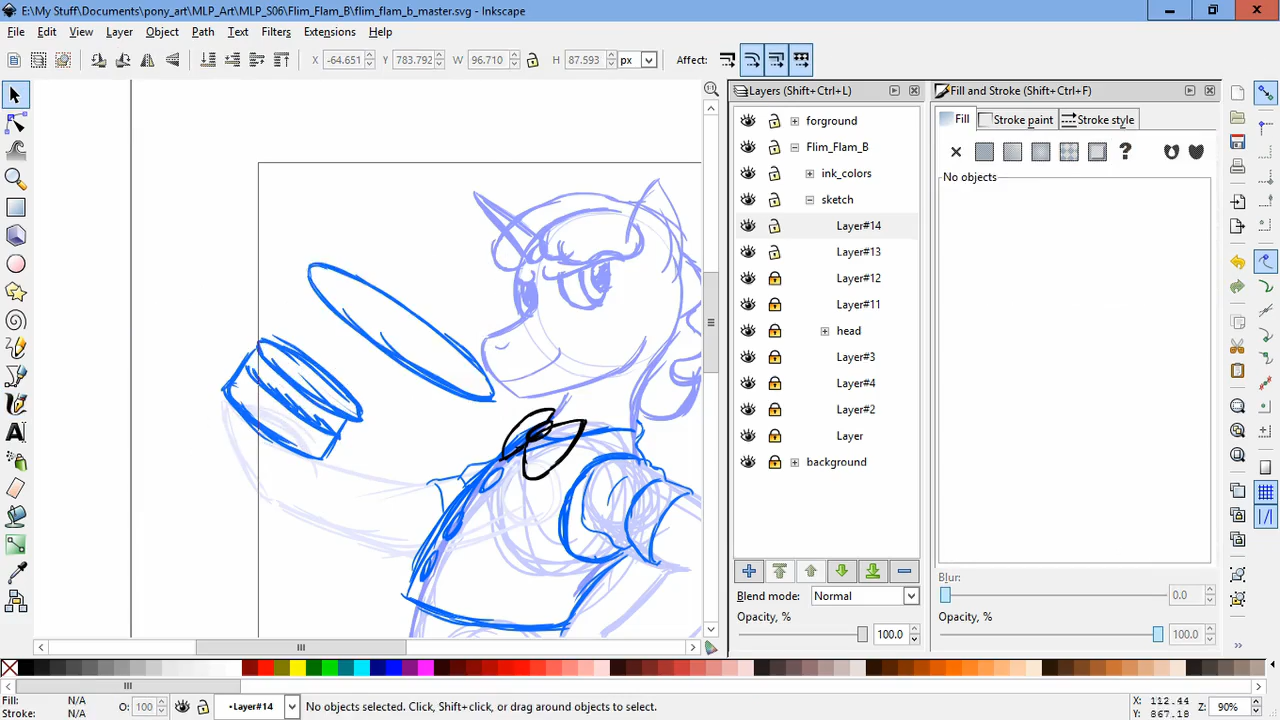 E:\My Stuff\Documents\pony_art\MLP_Art\MLP_S06\Flim_Flam_B\flim_flam_b_master.svg - Inkscape
File Edit View Layer Object Path Text Filters Extensions Help
X -64.651 Y 783.792 W 96.710 H 87.593 px Affect:
Layers (Shift+Ctrl+L)
forground
Flim_Flam_B
ink_colors
sketch
Layer#14
Layer#13
Layer#12
Layer#11
head
Layer#3
Layer#4
Layer#2
Layer
background
Blend mode: Normal
Opacity, %
100.0
Fill and Stroke (Shift+Ctrl+F)
Fill Stroke paint Stroke style
?
No objects
Blur:
0.0
Opacity, %
100.0
Fill: N/A
Stroke: N/A
O: 100
•Layer#14
No objects selected. Click, Shift+click, or drag around objects to select.
X: 112.44
Y: 867.18
Z: 90%